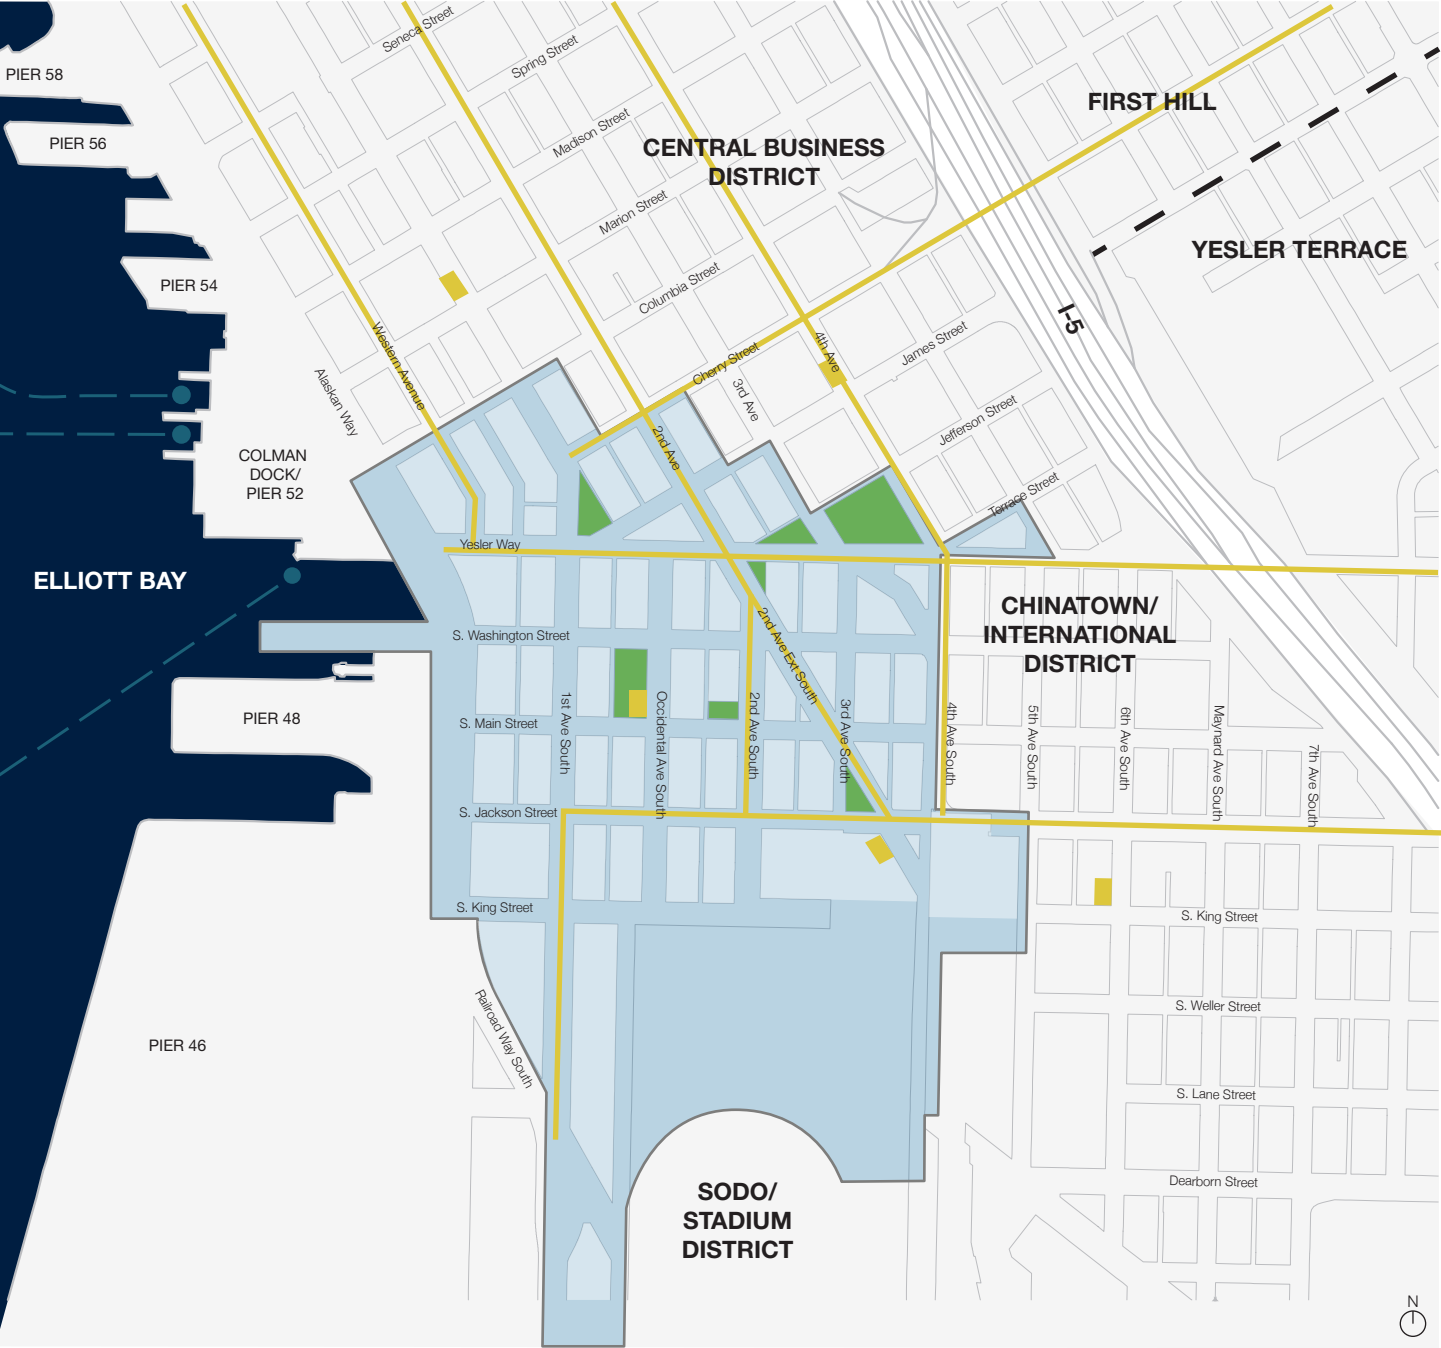 Seneca Street
Spring Street
PIER 58
FIRST HILL
Madison Street
PIER 56
CENTRAL BUSINESS
DISTRICT
Marion Street
YESLER TERRACE
Columbia Street
PIER 54
I-5
Western Avenue
4th Ave
James Street
Cherry Street
Alaskan Way
3rd Ave
Jefferson Street
2nd Ave
COLMAN
DOCK/
PIER 52
Terrace Street
Yesler Way
ELLIOTT BAY
CHINATOWN/
INTERNATIONAL
DISTRICT
S. Washington Street
2nd Ave Ext South
PIER 48
S. Main Street
1st Ave South
Occidental Ave South
2nd Ave South
3rd Ave South
4th Ave South
5th Ave South
6th Ave South
Maynard Ave South
7th Ave South
S. Jackson Street
S. King Street
S. King Street
Railroad Way South
S. Weller Street
PIER 46
S. Lane Street
Dearborn Street
SODO/
STADIUM
DISTRICT
N